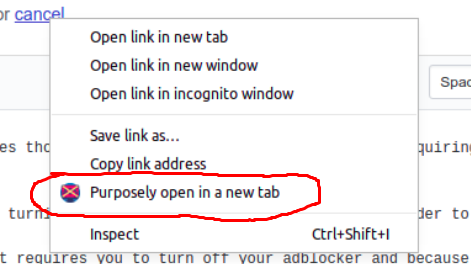 or cancel
Open link in new tab
Open link in new window
Open link in incognito window
Spac
Save link as...
es tho
quiring
Copy link address
Purposely open in a new tab
turni
der to
Inspect Ctrl+Shift+I
t requires you to turn off your adblocker and because